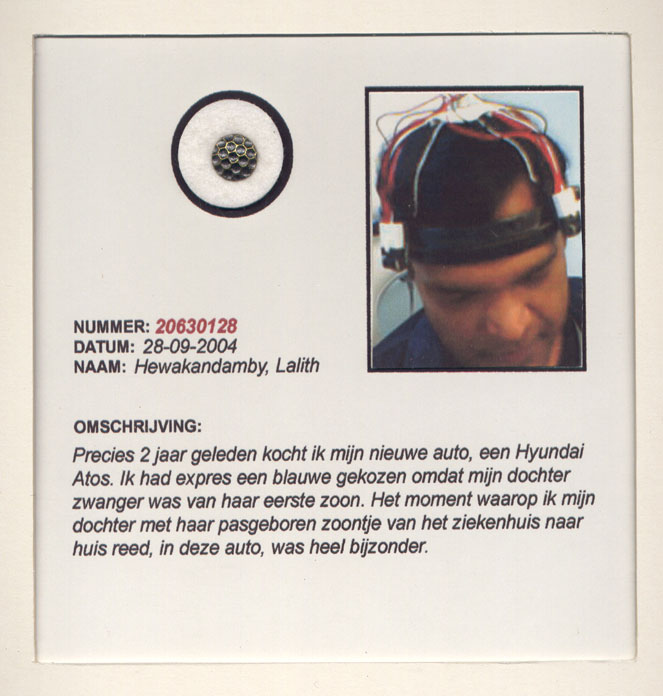 NUMMER: 20630128
DATUM: 28-09-2004
NAAM: Hewakandamby, Lalith
OMSCHRIJVING:
Precies 2 jaar geleden kocht ik mijn nieuwe auto, een Hyundai
Atos. Ik had expres een blauwe gekozen omdat mijn dochter
zwanger was van haar eerste zoon. Het moment waarop ik mijn
dochter met haar pasgeboren zoontje van het ziekenhuis naar
huis reed, in deze auto, was heel bijzonder.